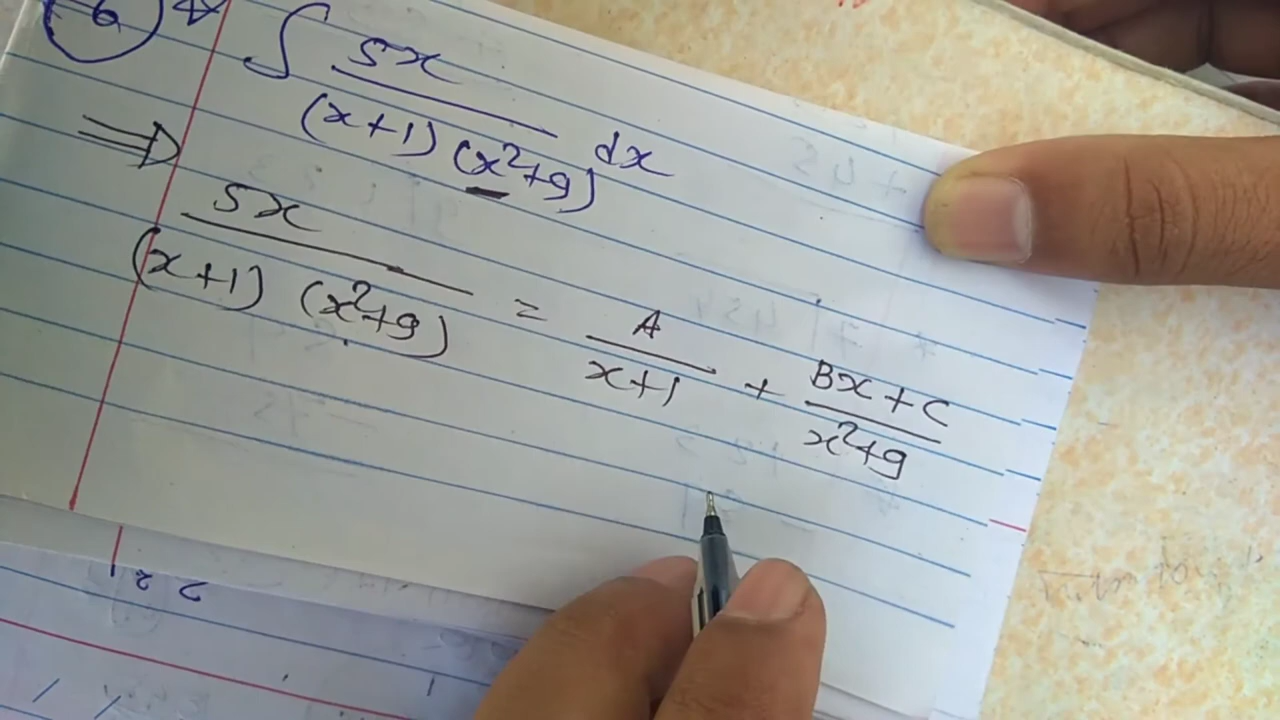 6 ∫ 5x / (x+1) (x²+9) dx
⇒ 5x / (x+1) (x²+9) = A / x+1 + Bx+C / x²+9